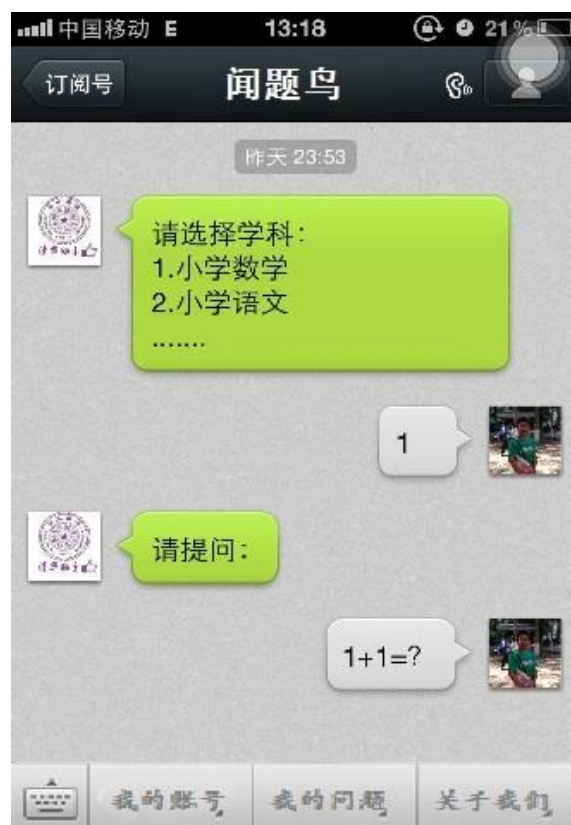 中国移动 E 13:18 21%
订阅号 闻题鸟
昨天 23:53
请选择学科：
1.小学数学
2.小学语文
.......
1
请提问：
1+1=?
我的账号 我的问题 关于我们